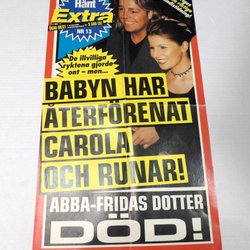 Hänt
Extra
NR 13
De illvilliga
ryktena gjorde
ont – men...
BABYN HAR
ÅTERFÖRENAT
CAROLA
OCH RUNAR!
ABBA-FRIDAS DOTTER
DÖD!